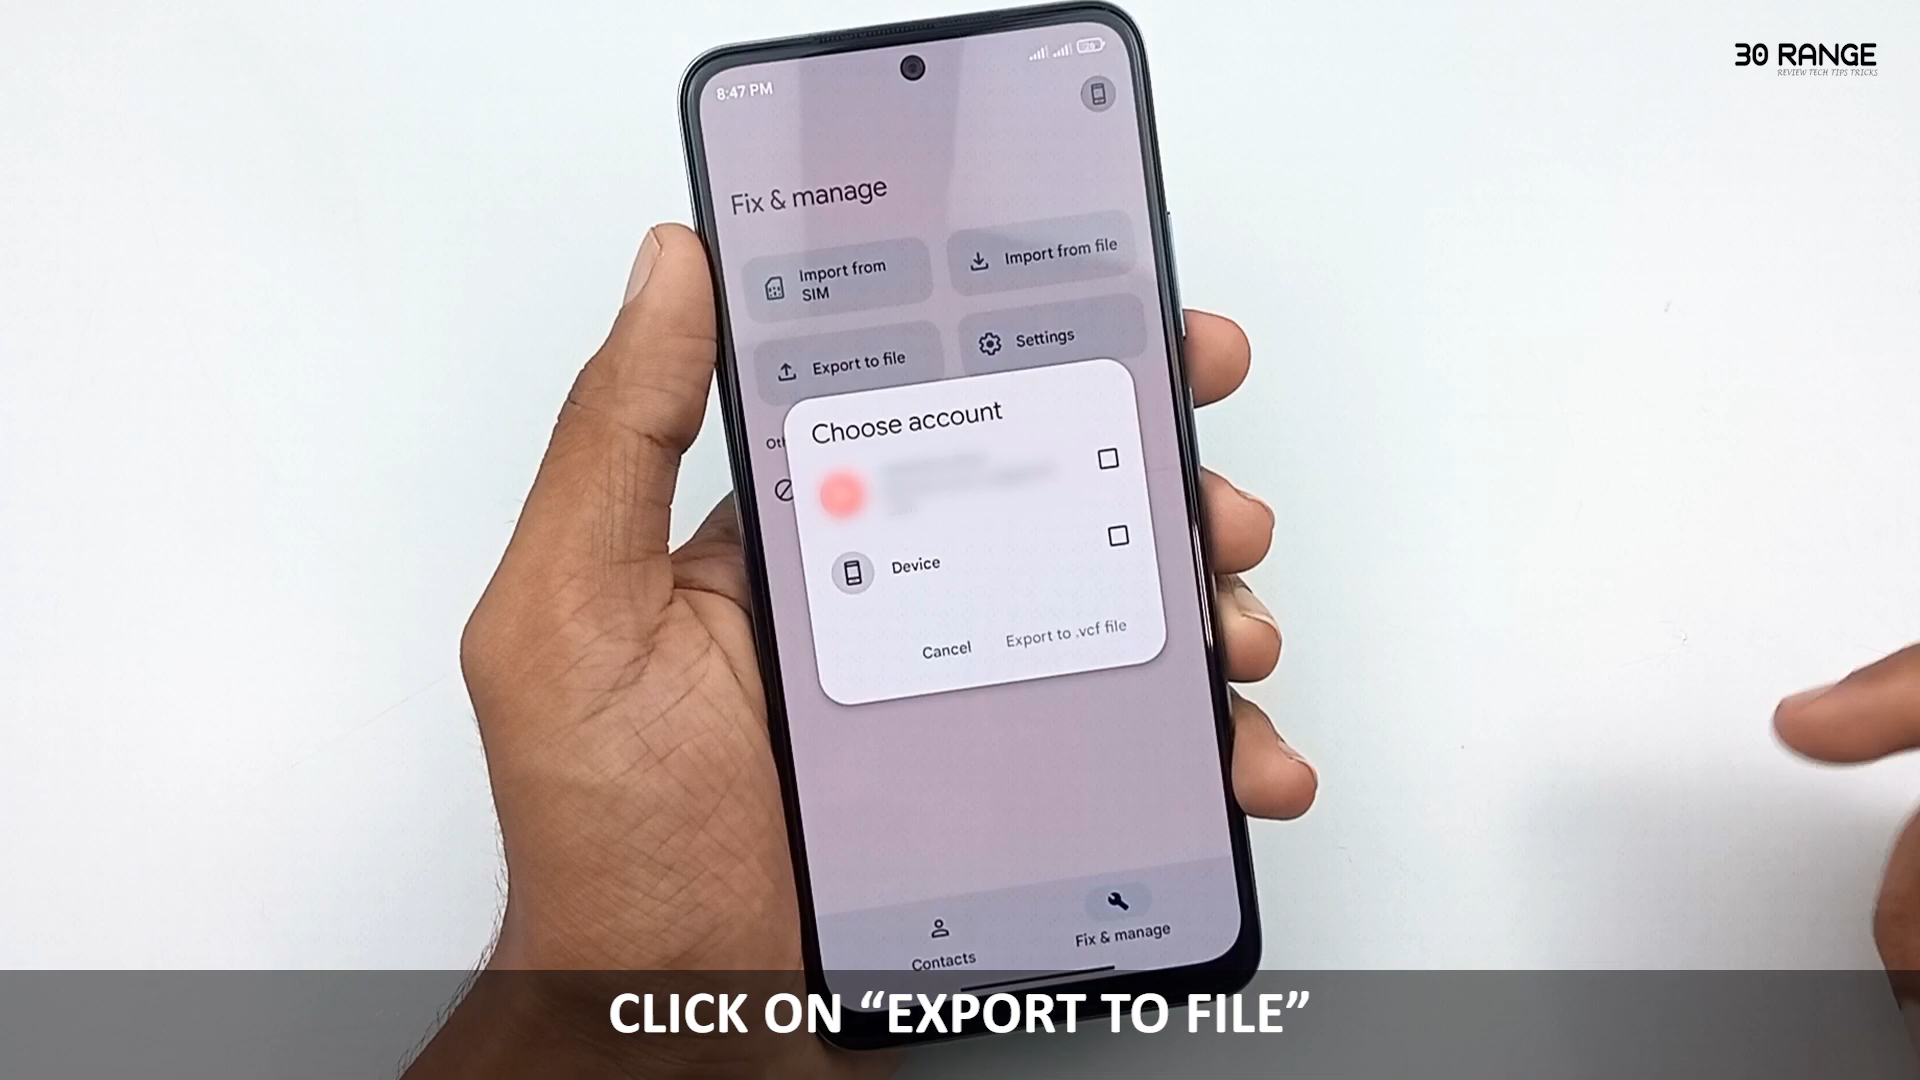 30 RANGE
REVIEW TECH TIPS TRICKS
8:47 PM
Fix & manage
Import from
SIM
Import from file
Export to file
Settings
Choose account
Device
Cancel
Export to .vcf file
Contacts
Fix & manage
CLICK ON “EXPORT TO FILE”